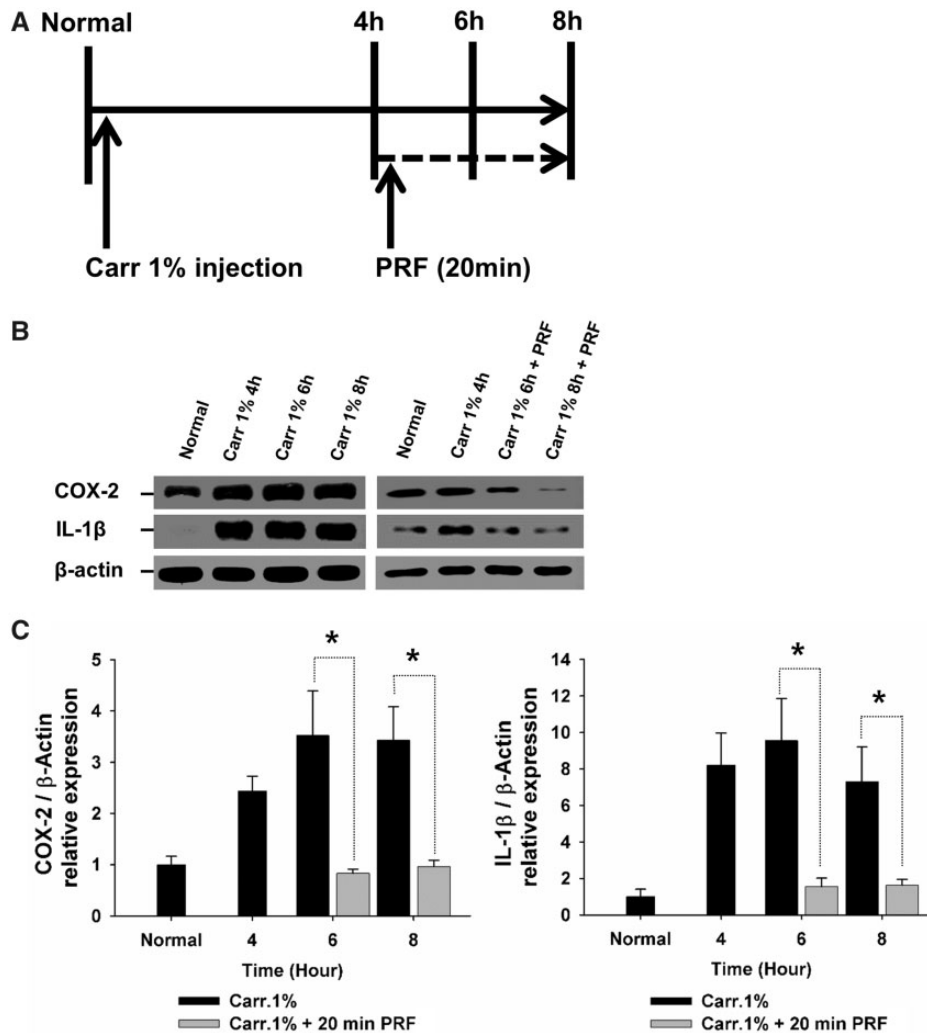 A Normal 4h 6h 8h
Carr 1% injection PRF (20min)
B
Normal
Carr 1% 4h
Carr 1% 6h
Carr 1% 8h
Normal
Carr 1% 4h
Carr 1% 6h + PRF
Carr 1% 8h + PRF
COX-2
IL-1β
β-actin
C
COX-2 / β-Actin
relative expression
5
4
3
2
1
0
* *
Normal 4 6 8
Time (Hour)
Carr.1%
Carr.1% + 20 min PRF
IL-1β / β-Actin
relative expression
14
12
10
8
6
4
2
0
*
*
Normal 4 6 8
Time (Hour)
Carr.1%
Carr.1% + 20 min PRF